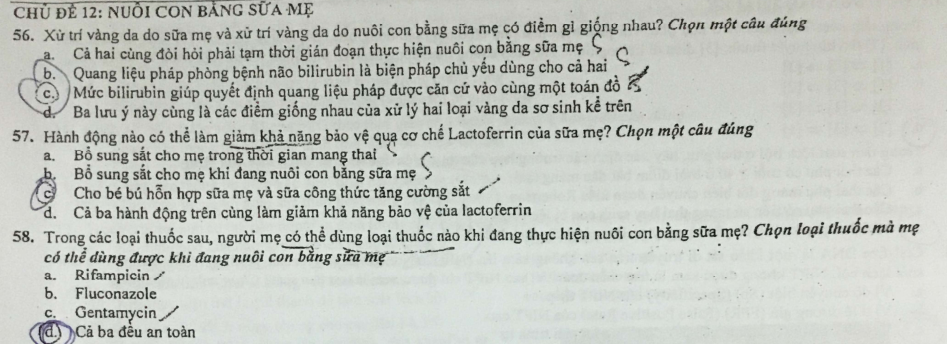 CHỦ ĐỀ 12: NUÔI CON BẰNG SỮA MẸ
56. Xử trí vàng da do sữa mẹ và xử trí vàng da do nuôi con bằng sữa mẹ có điểm gì giống nhau? Chọn một câu đúng
a. Cả hai cùng đòi hỏi phải tạm thời gián đoạn thực hiện nuôi con bằng sữa mẹ S
b. Quang liệu pháp phòng bệnh não bilirubin là biện pháp chủ yếu dùng cho cả hai S
c. Mức bilirubin giúp quyết định quang liệu pháp được căn cứ vào cùng một toán đồ
d. Ba lưu ý này cùng là các điểm giống nhau của xử lý hai loại vàng da sơ sinh kể trên
57. Hành động nào có thể làm giảm khả năng bảo vệ qua cơ chế Lactoferrin của sữa mẹ? Chọn một câu đúng
a. Bổ sung sắt cho mẹ trong thời gian mang thai S
b. Bổ sung sắt cho mẹ khi đang nuôi con bằng sữa mẹ S
c. Cho bé bú hỗn hợp sữa mẹ và sữa công thức tăng cường sắt
d. Cả ba hành động trên cùng làm giảm khả năng bảo vệ của lactoferrin
58. Trong các loại thuốc sau, người mẹ có thể dùng loại thuốc nào khi đang thực hiện nuôi con bằng sữa mẹ? Chọn loại thuốc mà mẹ
có thể dùng được khi đang nuôi con bằng sữa mẹ
a. Rifampicin
b. Fluconazole
c. Gentamycin
d. Cả ba đều an toàn